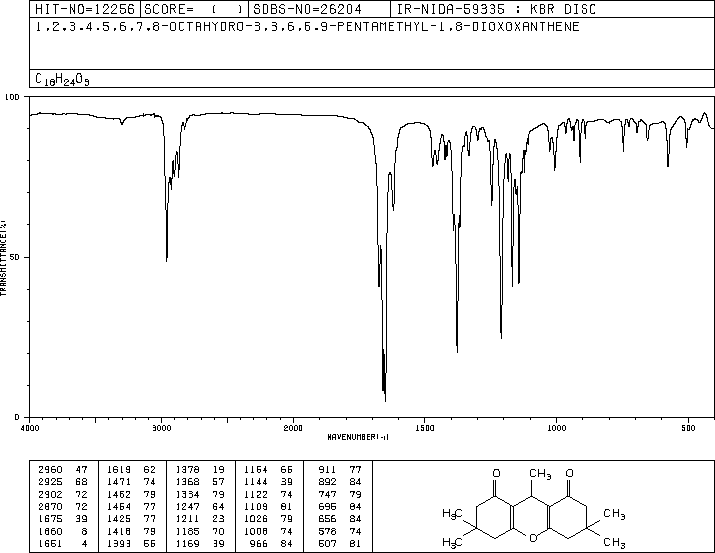 HIT-NO=12256 SCORE= ( ) SDBS-NO=26204 IR-NIDA-59335 : KBR DISC
1,2,3,4,5,6,7,8-OCTAHYDRO-3,3,6,6,9-PENTAMETHYL-1,8-DIOXOXANTHENE
C18H24O3
100
50
0
TRANSMITTANCE(%)
4000 3000 2000 1500 1000 500
WAVENUMBER(-1)
2960 47 1619 62 1378 19 1164 66 911 77
2925 68 1471 74 1368 57 1144 39 892 84
2902 72 1462 79 1334 79 1122 74 747 79
2870 72 1454 77 1247 64 1109 81 695 84
1675 39 1425 77 1211 23 1026 79 656 84
1660 8 1418 79 1185 70 1008 74 578 74
1651 4 1393 56 1169 39 966 84 507 81
O CH3 O
H3C CH3
H3C O CH3